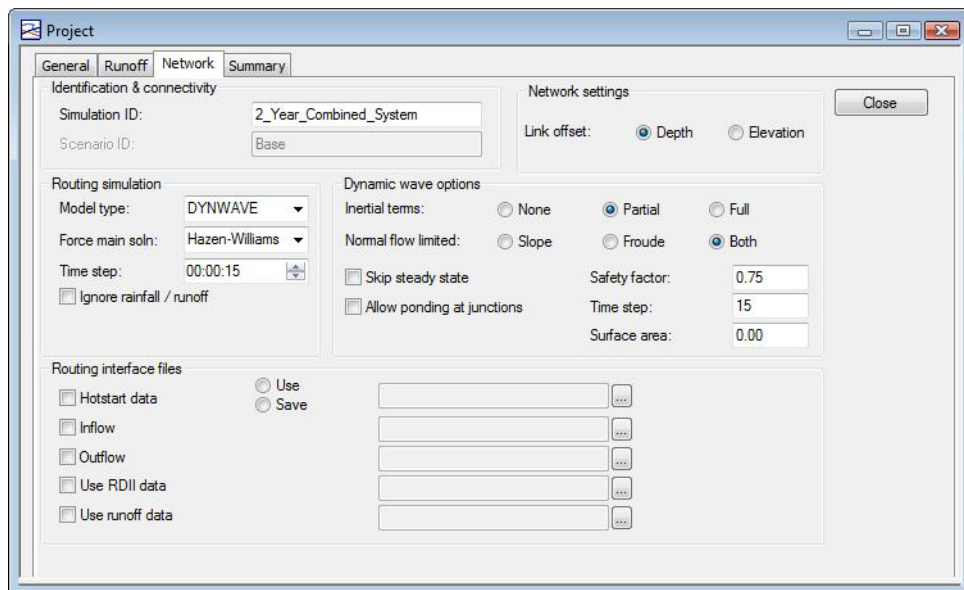 Project
General Runoff Network Summary
Identification & connectivity
Simulation ID: 2_Year_Combined_System
Scenario ID: Base
Network settings
Link offset: Depth Elevation
Close
Routing simulation
Model type: DYNWAVE
Force main soln: Hazen-Williams
Time step: 00:00:15
Ignore rainfall / runoff
Dynamic wave options
Inertial terms: None Partial Full
Normal flow limited: Slope Froude Both
Skip steady state
Allow ponding at junctions
Safety factor: 0.75
Time step: 15
Surface area: 0.00
Routing interface files
Hotstart data
Use
Save
...
Inflow ...
Outflow ...
Use RDII data ...
Use runoff data ...